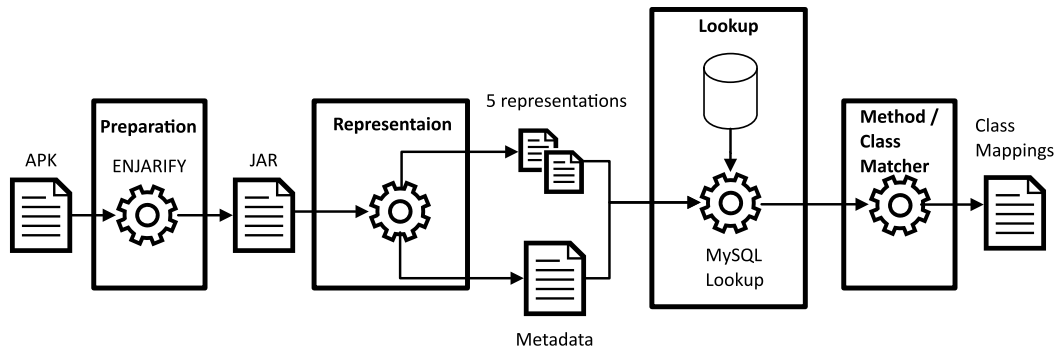 APK
Preparation
ENJARIFY
JAR
Representaion
5 representations
Metadata
Lookup
MySQL
Lookup
Method /
Class
Matcher
Class
Mappings